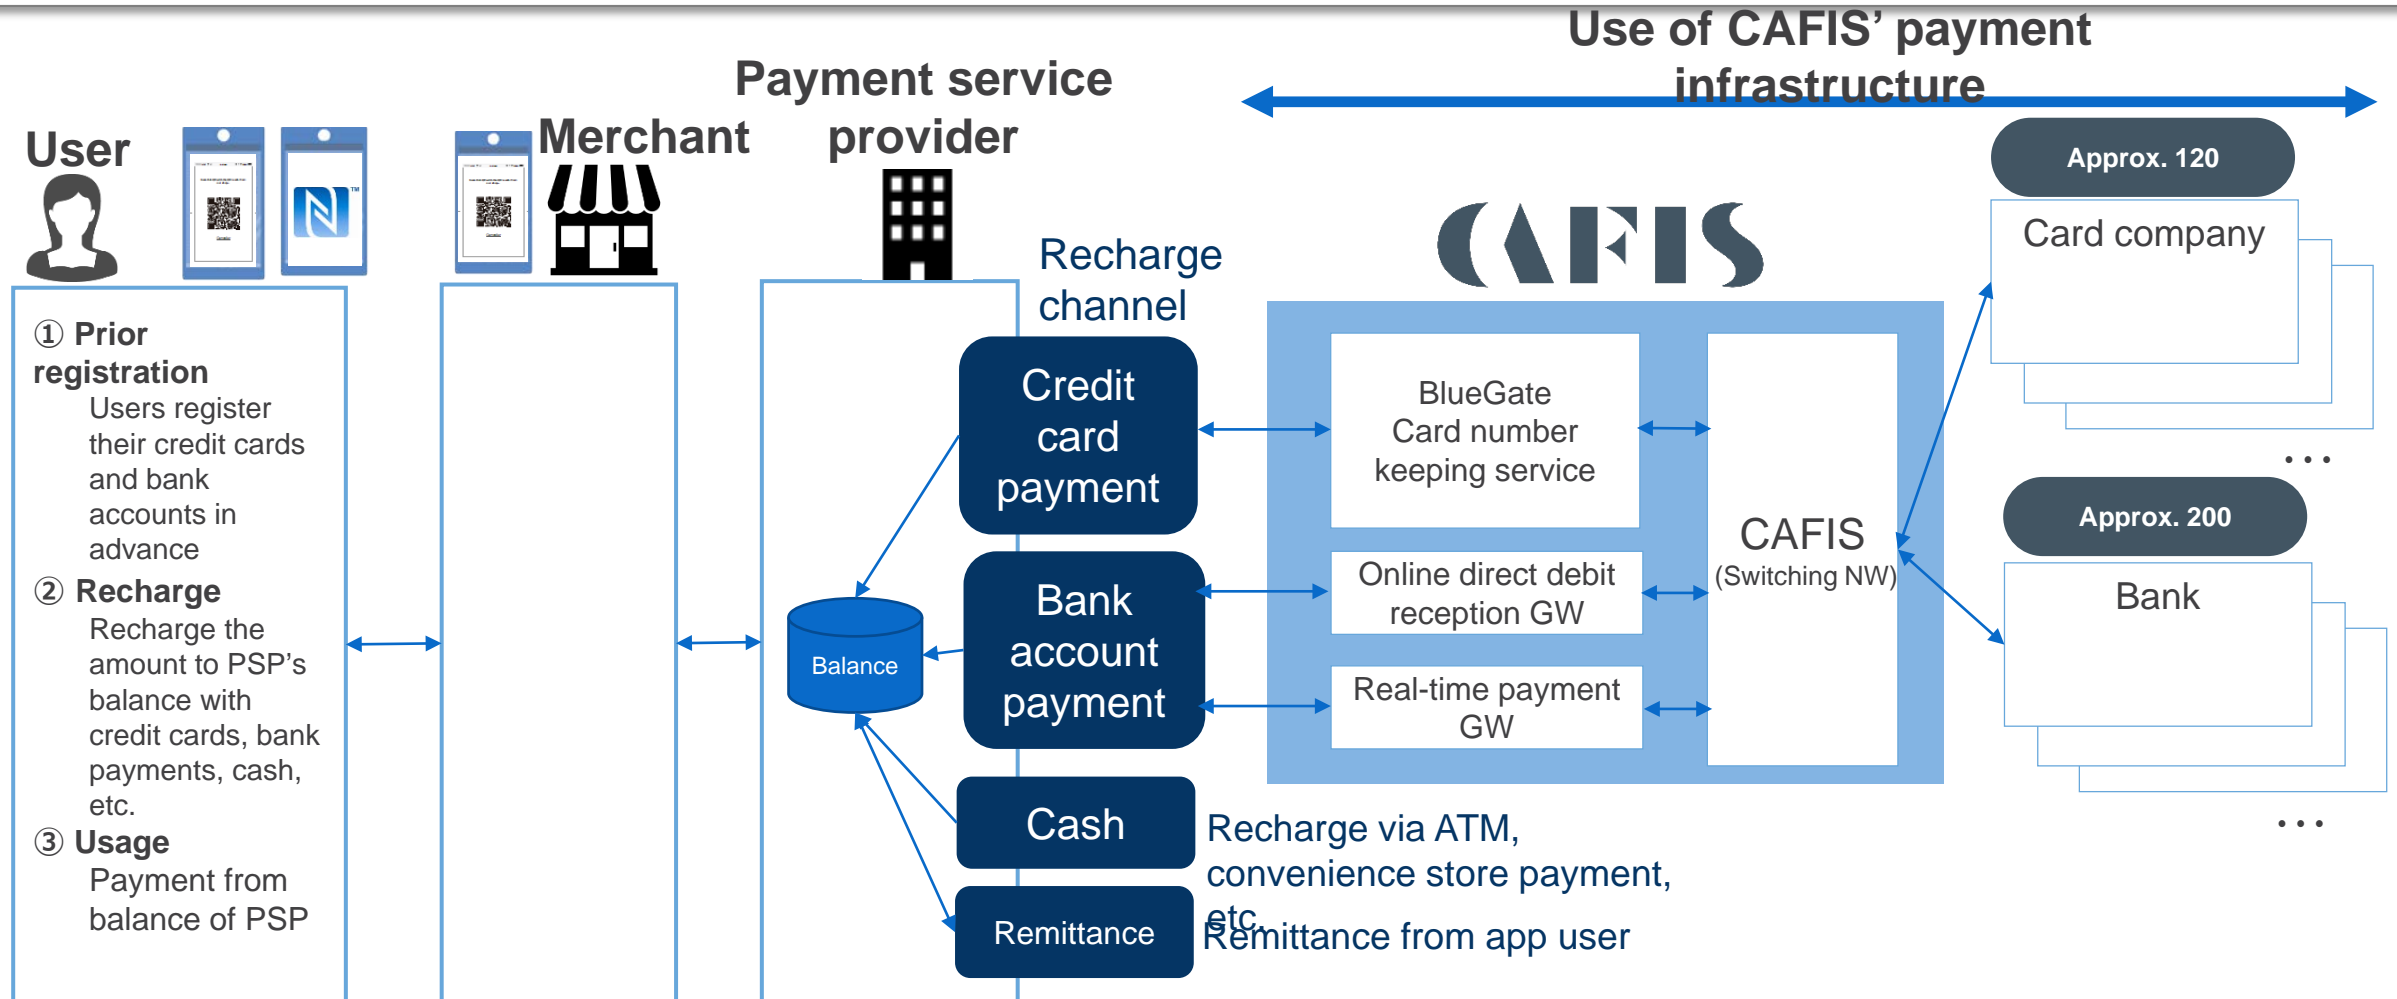 Use of CAFIS’ payment
infrastructure
Payment service
provider
User
Merchant
Approx. 120
Card company
CAFIS
Recharge
channel
① Prior
registration
Users register
their credit cards
and bank
accounts in
advance
② Recharge
Recharge the
amount to PSP’s
balance with
credit cards, bank
payments, cash,
etc.
③ Usage
Payment from
balance of PSP
Balance
Credit
card
payment
Bank
account
payment
Cash
Remittance
Recharge via ATM,
convenience store payment,
etc.
Remittance from app user
BlueGate
Card number
keeping service
Online direct debit
reception GW
Real-time payment
GW
CAFIS
(Switching NW)
...
Approx. 200
Bank
...
N
TM